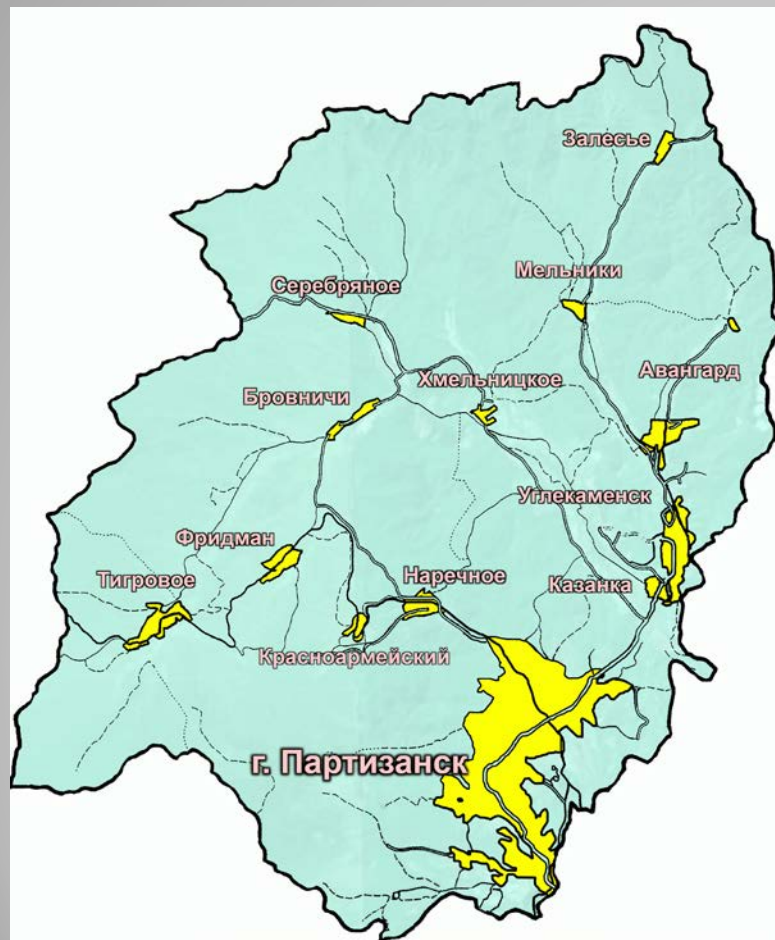 Залесье
Мельники
Серебряное
Авангард
Хмельницкое
Бровничи
Углекаменск
Фридман
Тигровое
Наречное
Казанка
Красноармейский
г. Партизанск